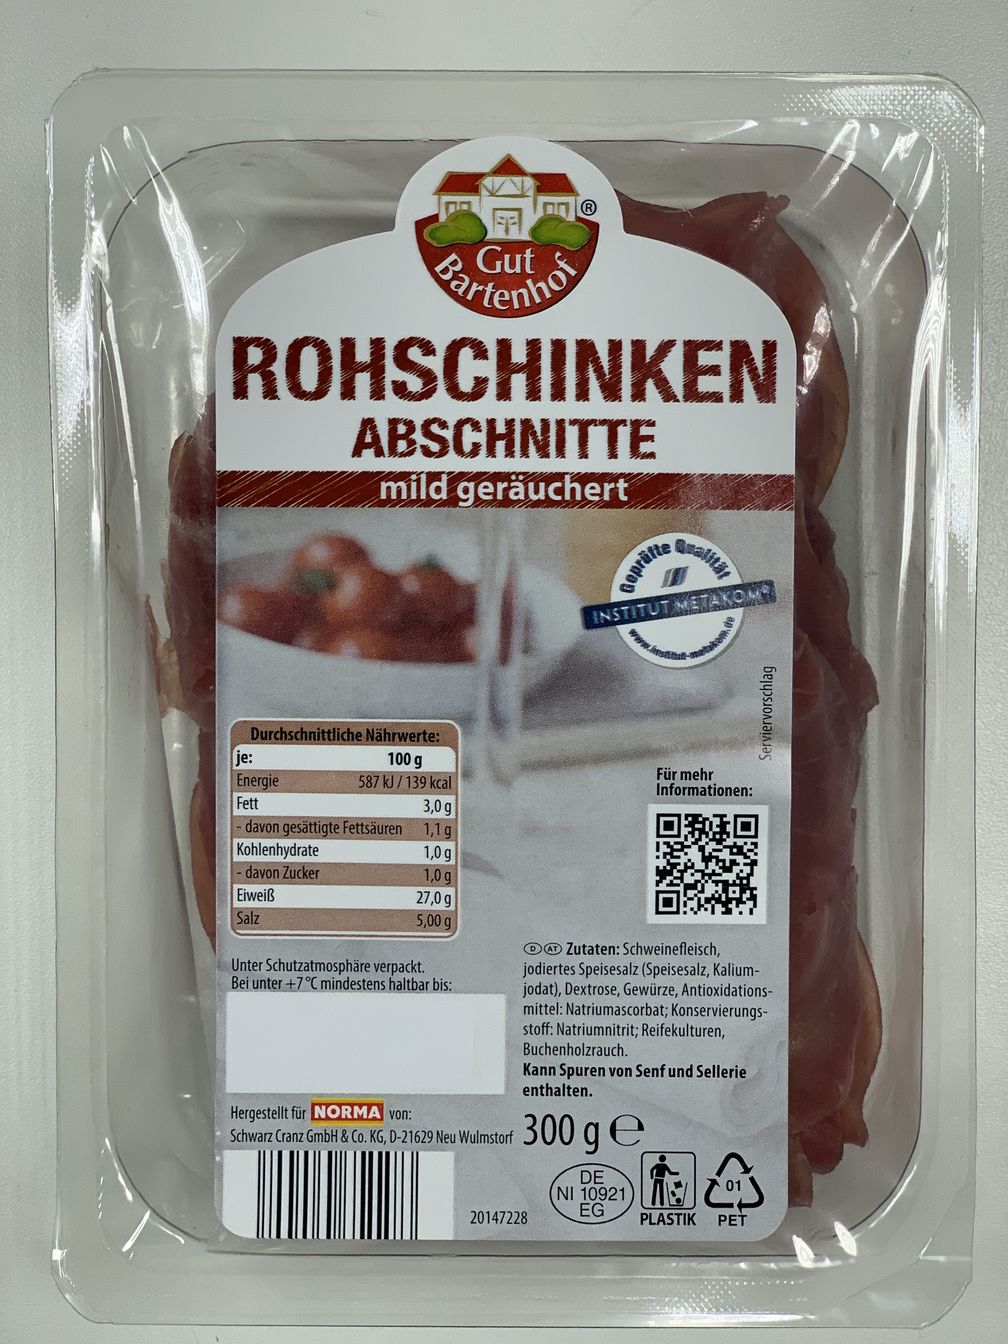 Gut
Bartenhof
®
ROHSCHINKEN
ABSCHNITTE
mild geräuchert
Geprüfte Qualität
INSTITUT METAKOM®
www.institut-metakom.de
Serviervorschlag
Durchschnittliche Nährwerte:
je: 100 g
Energie 587 kJ / 139 kcal
Fett 3,0 g
- davon gesättigte Fettsäuren 1,1 g
Kohlenhydrate 1,0 g
- davon Zucker 1,0 g
Eiweiß 27,0 g
Salz 5,00 g
Für mehr
Informationen:
Unter Schutzatmosphäre verpackt.
Bei unter +7 °C mindestens haltbar bis:
D AT Zutaten: Schweinefleisch,
jodiertes Speisesalz (Speisesalz, Kalium-
jodat), Dextrose, Gewürze, Antioxidations-
mittel: Natriumascorbat; Konservierungs-
stoff: Natriumnitrit; Reifekulturen,
Buchenholzrauch.
Kann Spuren von Senf und Sellerie
enthalten.
Hergestellt für NORMA von:
Schwarz Cranz GmbH & Co. KG, D-21629 Neu Wulmstorf
300 g e
20147228
DE
NI 10921
EG
PLASTIK
01
PET